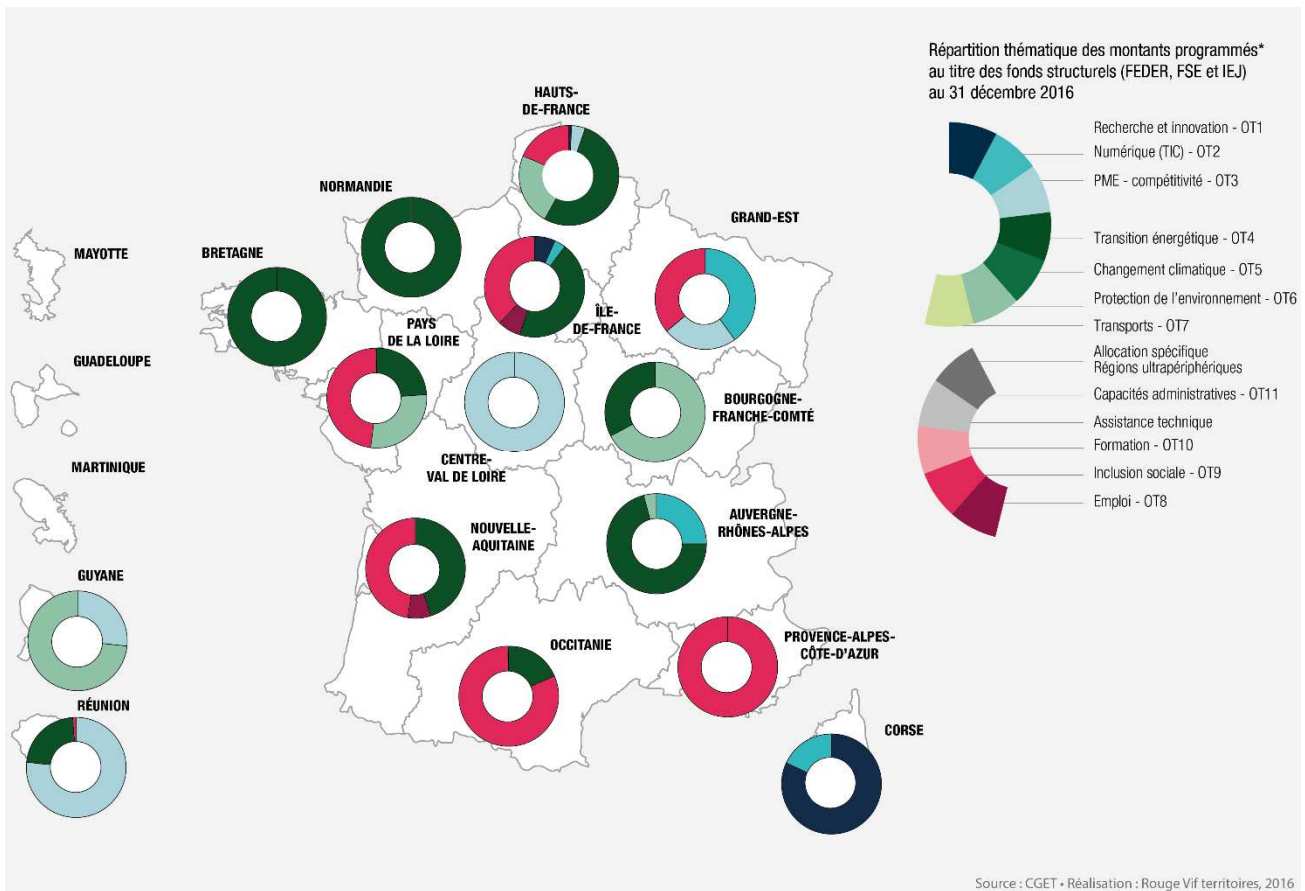 Répartition thématique des montants programmés*
au titre des fonds structurels (FEDER, FSE et IEJ)
au 31 décembre 2016
Recherche et innovation - OT1
Numérique (TIC) - OT2
PME - compétitivité - OT3
Transition énergétique - OT4
Changement climatique - OT5
Protection de l'environnement - OT6
Transports - OT7
Allocation spécifique
Régions ultrapériphériques
Capacités administratives - OT11
Assistance technique
Formation - OT10
Inclusion sociale - OT9
Emploi - OT8
HAUTS-
DE-FRANCE
NORMANDIE
GRAND-EST
MAYOTTE
BRETAGNE
ÎLE-
DE-FRANCE
PAYS
DE LA LOIRE
GUADELOUPE
BOURGOGNE-
FRANCHE-COMTÉ
CENTRE-
VAL DE LOIRE
MARTINIQUE
AUVERGNE-
RHÔNES-ALPES
NOUVELLE-
AQUITAINE
GUYANE
OCCITANIE
PROVENCE-ALPES-
CÔTE-D'AZUR
RÉUNION
CORSE
Source : CGET • Réalisation : Rouge Vif territoires, 2016